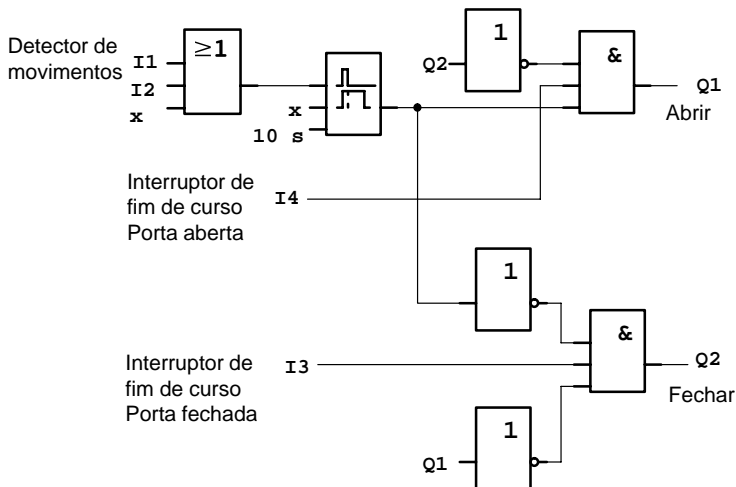 Detector de
movimentos
I1
I2
x
≥1
x
10 s
Q2
1
&
Q1
Abrir
Interruptor de
fim de curso
Porta aberta
I4
1
Interruptor de
fim de curso
Porta fechada
I3
&
Q2
Fechar
Q1
1